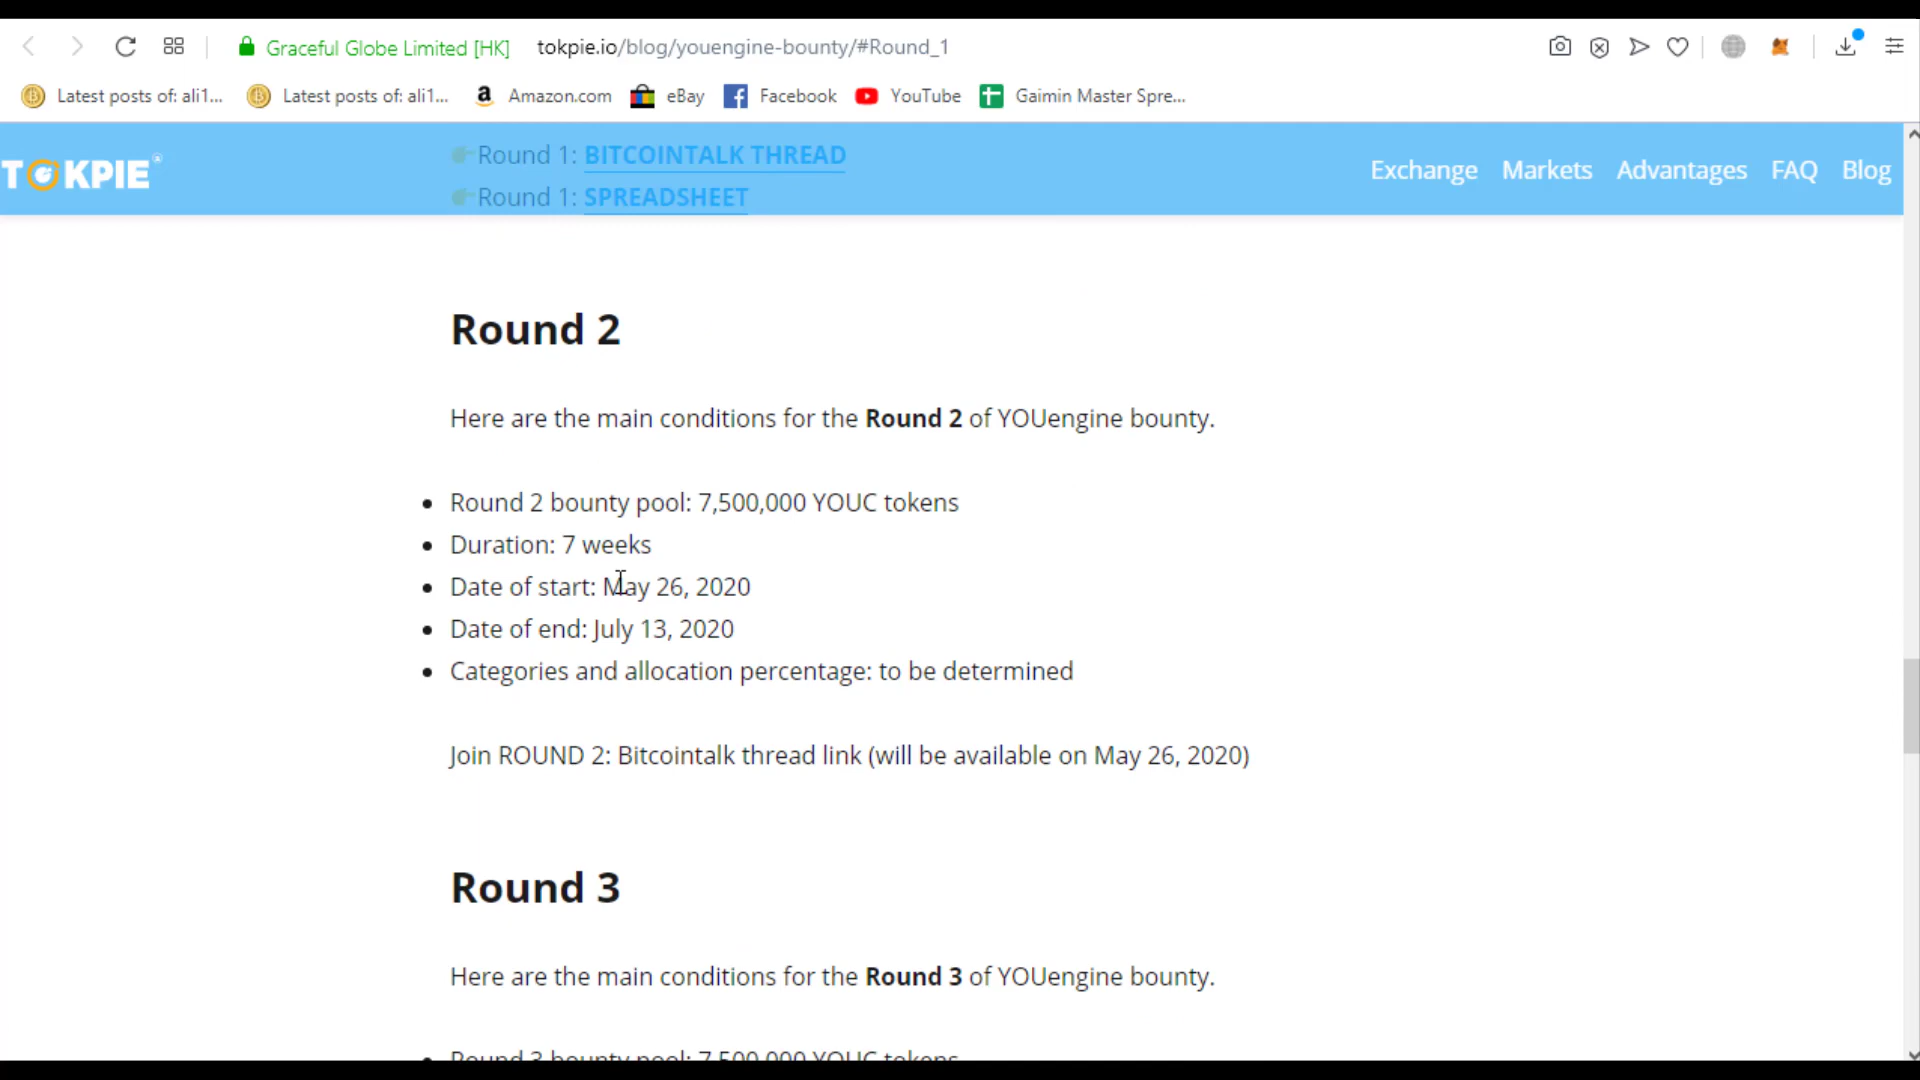 Graceful Globe Limited [HK] tokpie.io/blog/youengine-bounty/#Round_1
Latest posts of: ali1... Latest posts of: ali1... Amazon.com eBay Facebook YouTube Gaimin Master Spre...
TOKPIE Exchange Markets Advantages FAQ Blog
Round 1: BITCOINTALK THREAD
Round 1: SPREADSHEET
Round 2
Here are the main conditions for the Round 2 of YOUengine bounty.
• Round 2 bounty pool: 7,500,000 YOUC tokens
• Duration: 7 weeks
• Date of start: May 26, 2020
• Date of end: July 13, 2020
• Categories and allocation percentage: to be determined
Join ROUND 2: Bitcointalk thread link (will be available on May 26, 2020)
Round 3
Here are the main conditions for the Round 3 of YOUengine bounty.
• Round 3 bounty pool: 7,500,000 YOUC tokens